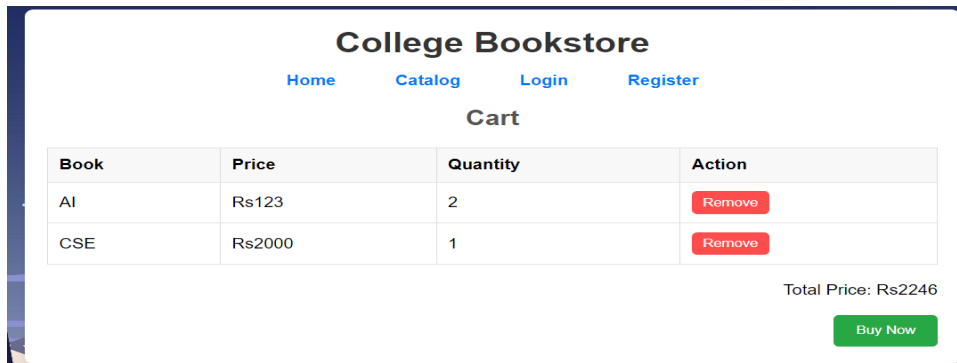 College Bookstore
Home Catalog Login Register
Cart
Book Price Quantity Action
AI Rs123 2 Remove
CSE Rs2000 1 Remove
Total Price: Rs2246
Buy Now